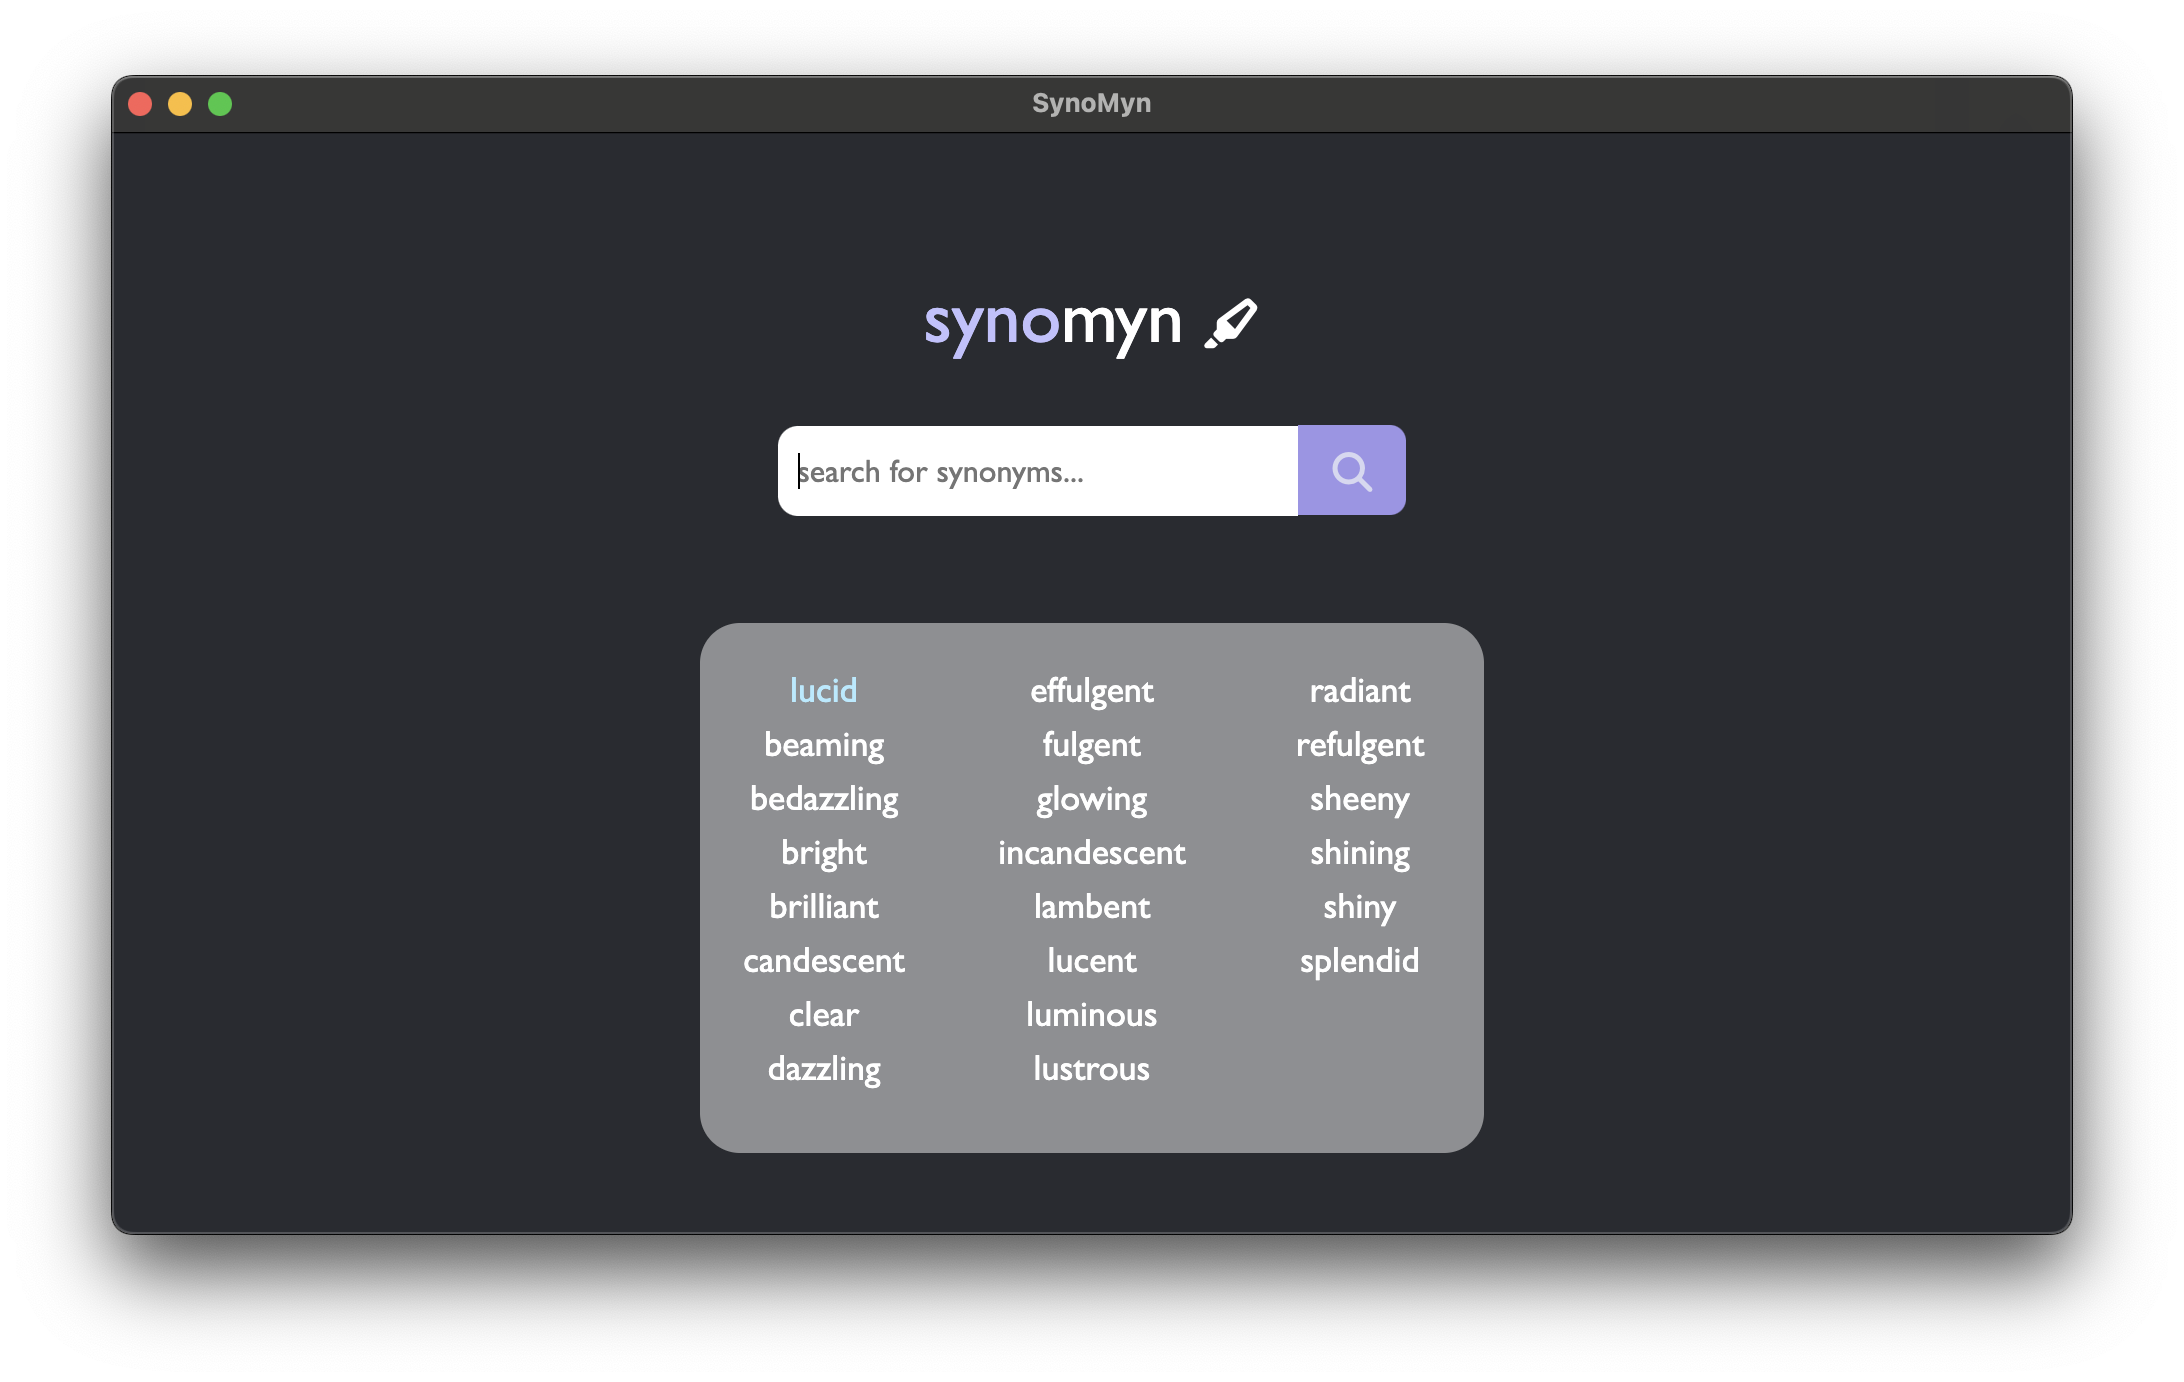 SynoMyn
synomyn
search for synonyms...
lucid
beaming
bedazzling
bright
brilliant
candescent
clear
dazzling
effulgent
fulgent
glowing
incandescent
lambent
lucent
luminous
lustrous
radiant
refulgent
sheeny
shining
shiny
splendid